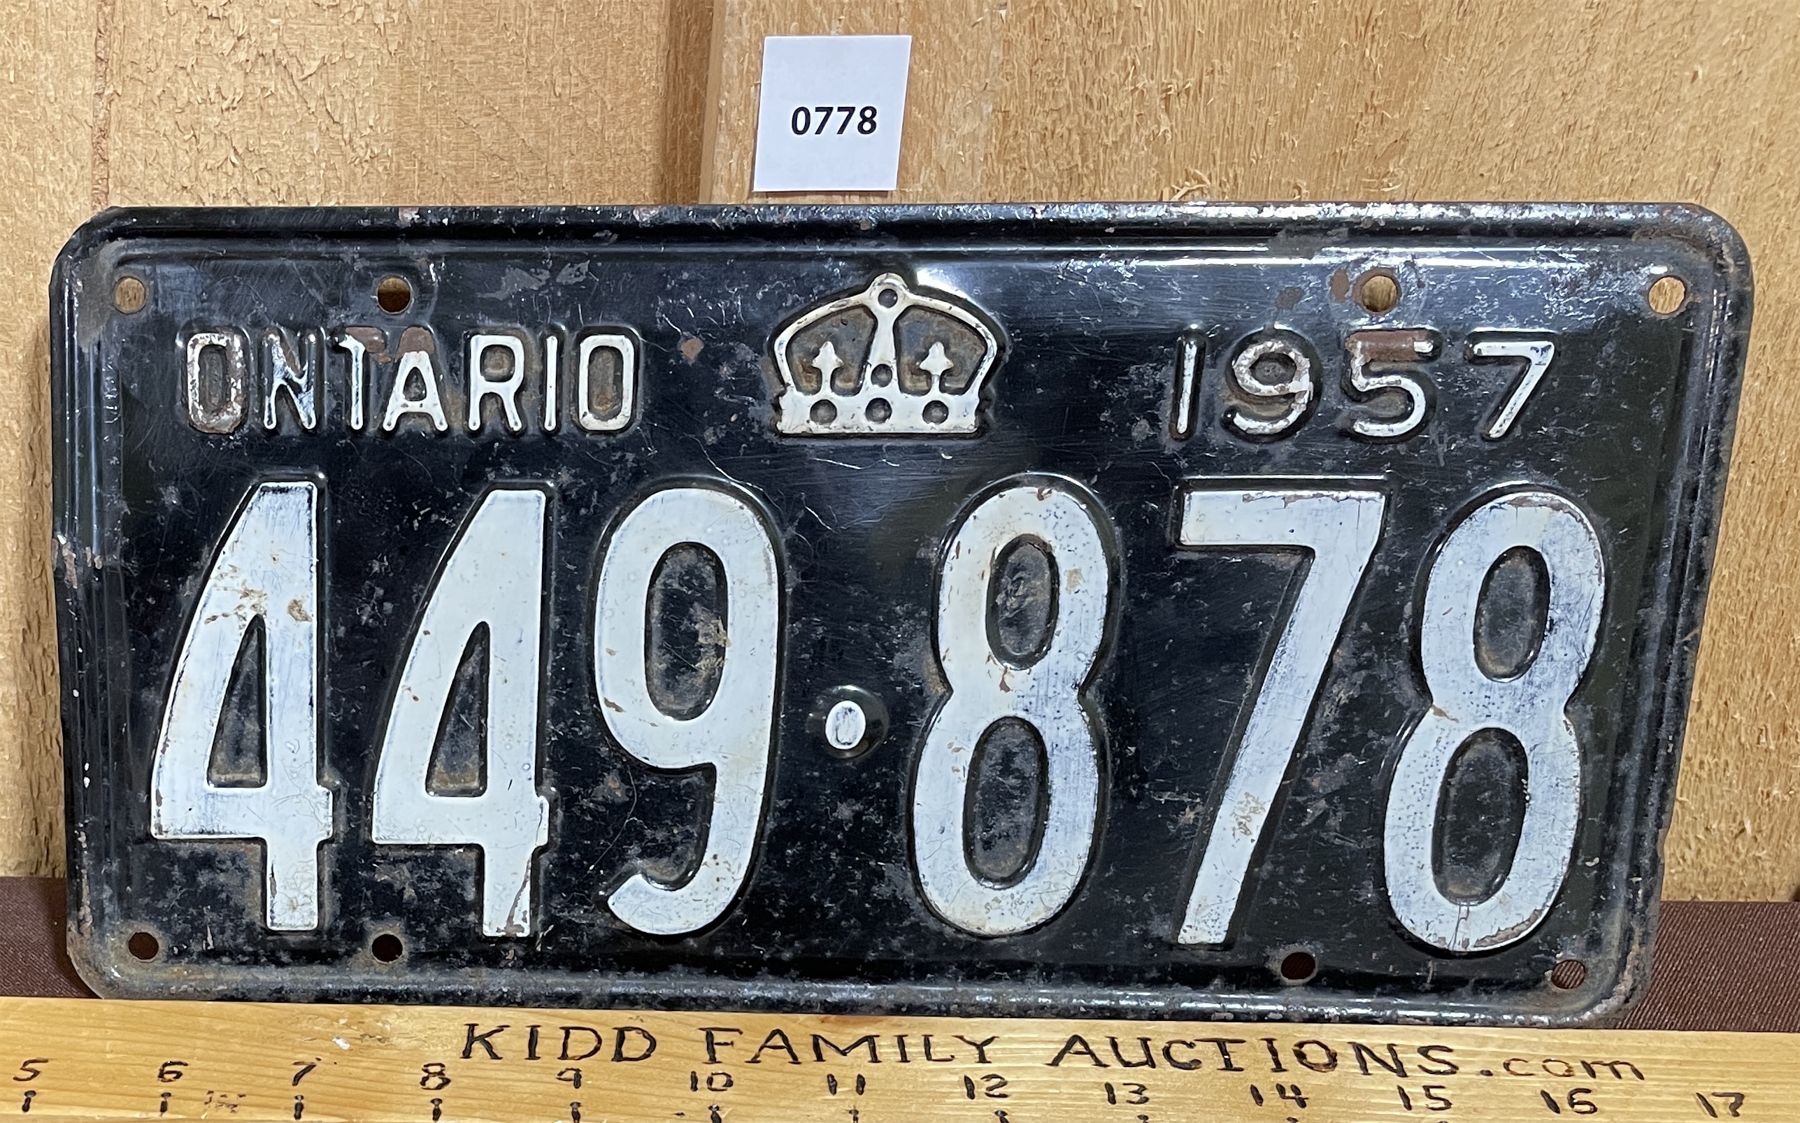 0778
ONTARIO 1957
449·878
KIDD FAMILY AUCTIONS.com
5 6 7 8 9 10 11 12 13 14 15 16 17